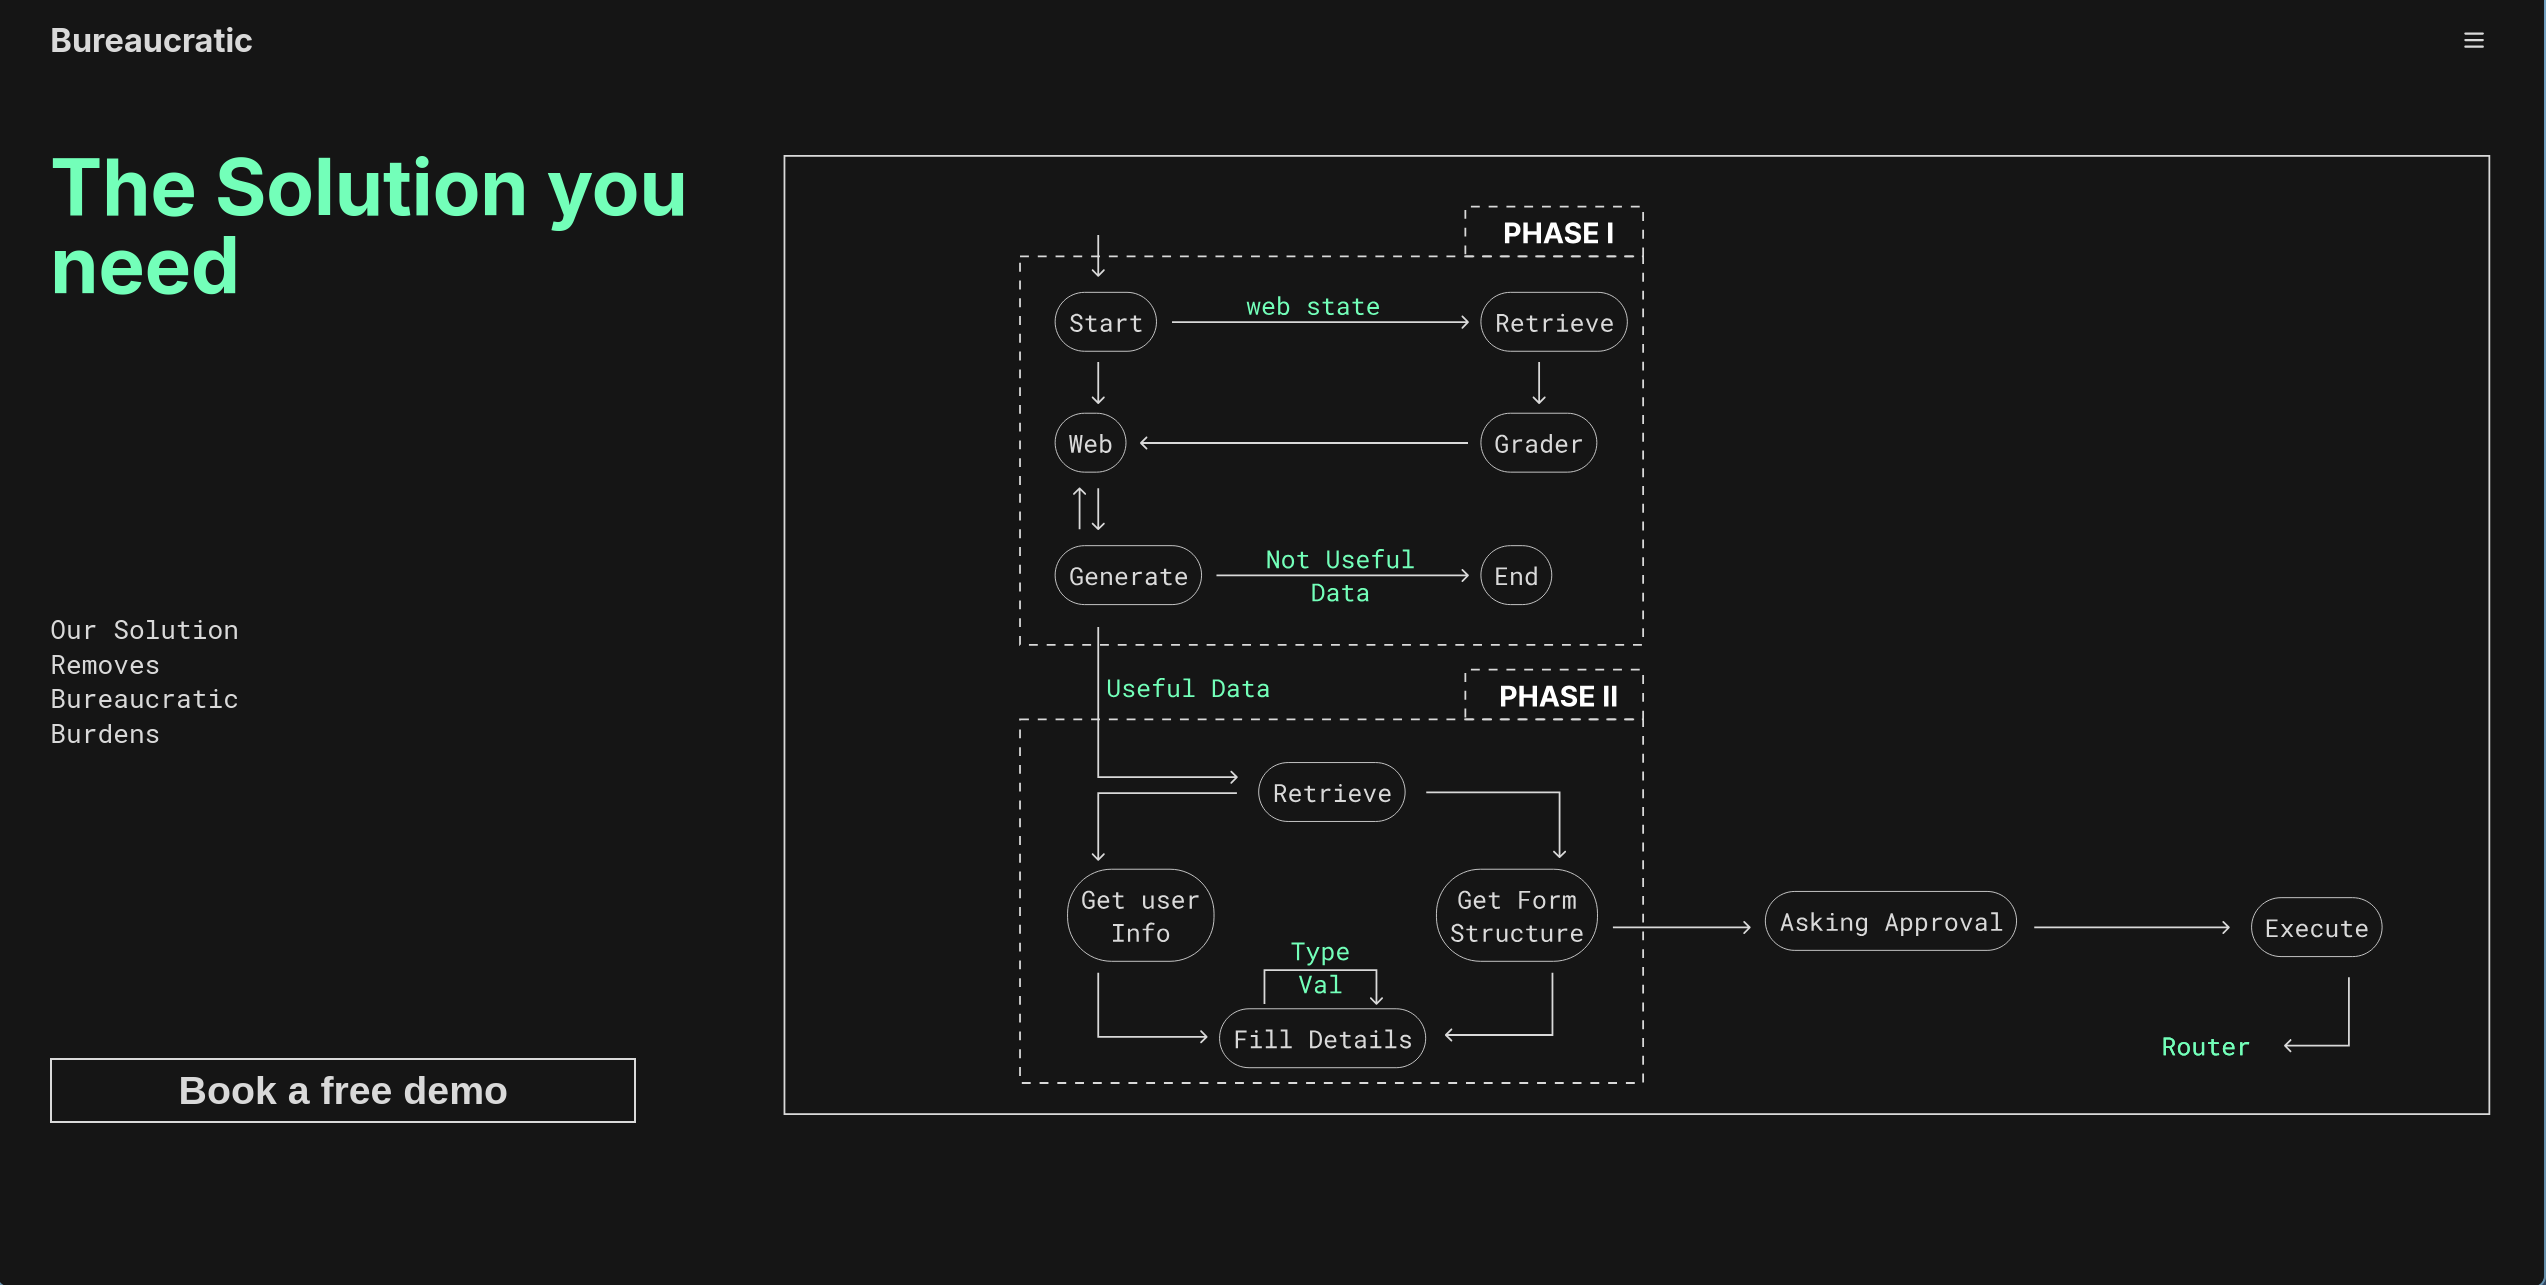 Bureaucratic
The Solution you
need
Our Solution
Removes
Bureaucratic
Burdens
Book a free demo
PHASE I
Start
web state
Retrieve
Web
Grader
Generate
Not Useful
Data
End
Useful Data
PHASE II
Retrieve
Get user
Info
Get Form
Structure
Type
Val
Fill Details
Asking Approval
Execute
Router